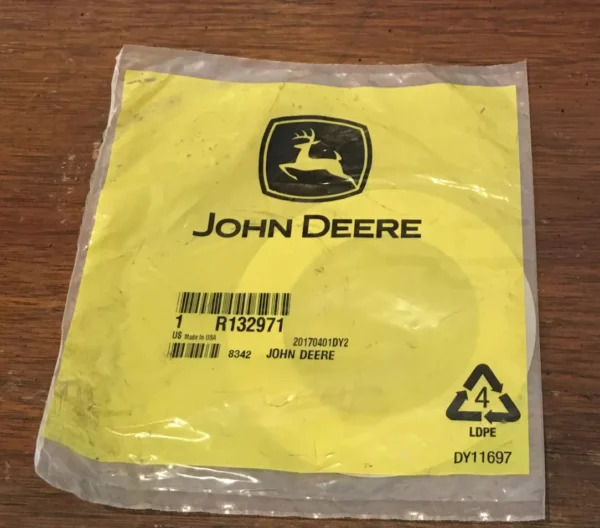 JOHN DEERE
1 R132971
US Made In USA 20170401DY2
8342 JOHN DEERE
4
LDPE
DY11697